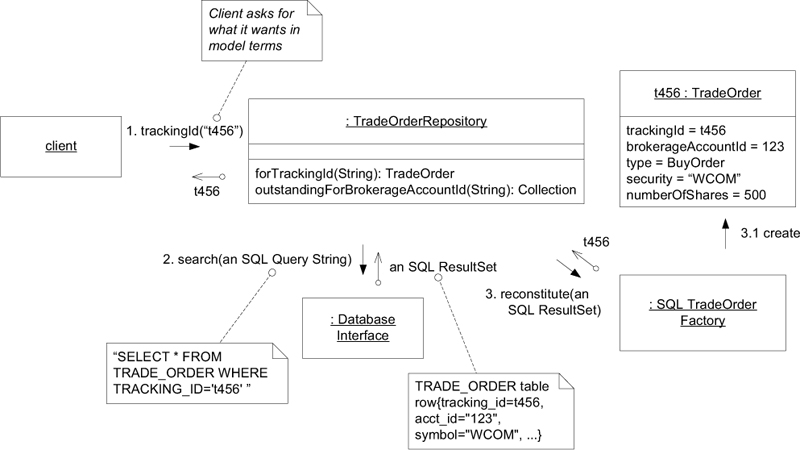 Client asks for
what it wants in
model terms
client
1. trackingId(“t456”)
t456
: TradeOrderRepository
forTrackingId(String): TradeOrder
outstandingForBrokerageAccountId(String): Collection
t456 : TradeOrder
trackingId = t456
brokerageAccountId = 123
type = BuyOrder
security = “WCOM”
numberOfShares = 500
3.1 create
t456
2. search(an SQL Query String)
an SQL ResultSet
3. reconstitute(an
SQL ResultSet)
: SQL TradeOrder
Factory
: Database
Interface
“SELECT * FROM
TRADE_ORDER WHERE
TRACKING_ID='t456' ”
TRADE_ORDER table
row{tracking_id=t456,
acct_id="123",
symbol="WCOM", ...}